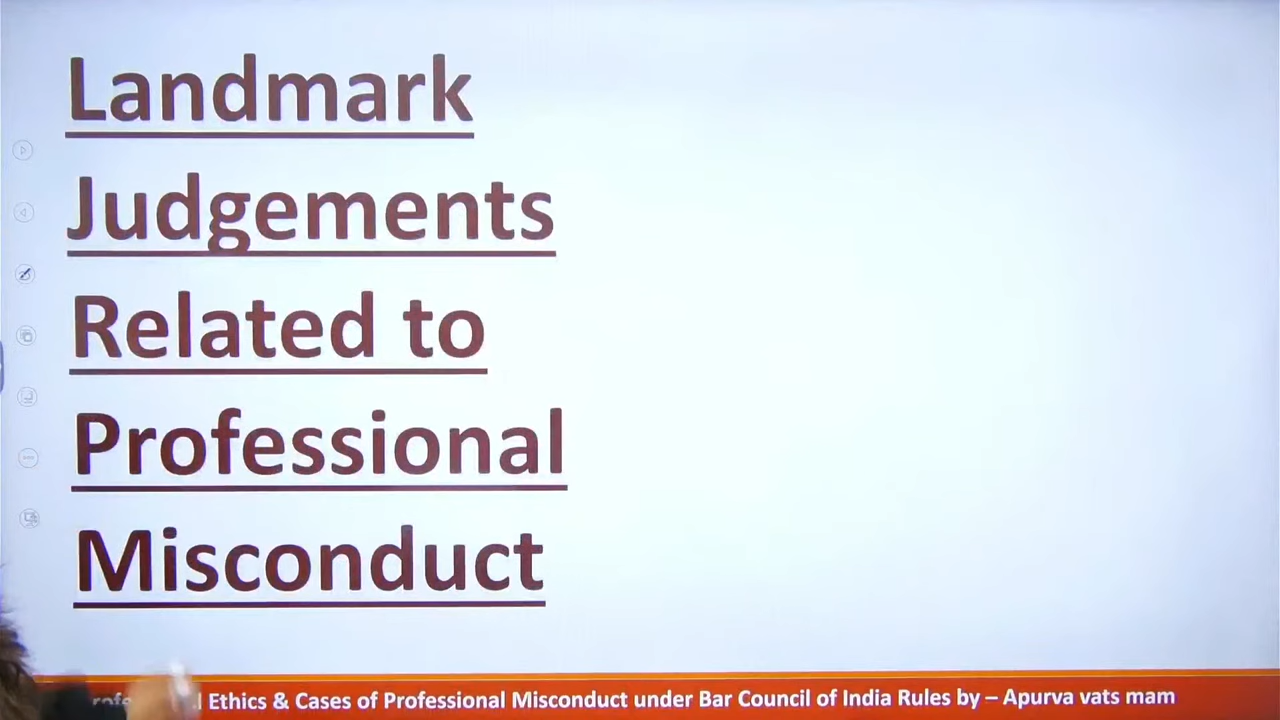 Landmark
Judgements
Related to
Professional
Misconduct
Ethics & Cases of Professional Misconduct under Bar Council of India Rules by – Apurva vats mam